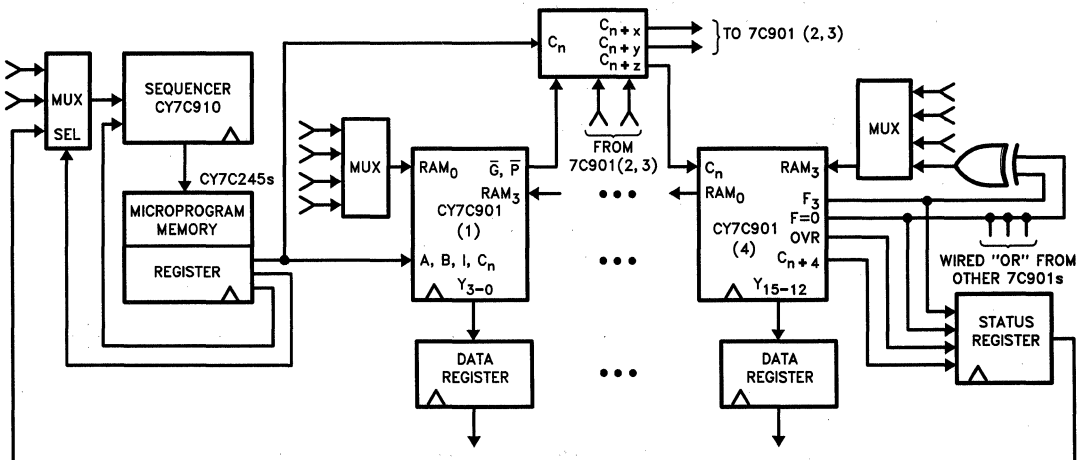 MUX
SEL
SEQUENCER
CY7C910
CY7C245s
MICROPROGRAM
MEMORY
REGISTER
MUX
Cn
Cn+x
Cn+y
Cn+z
TO 7C901 (2,3)
FROM
7C901(2,3)
RAM0
G̅, P̅
RAM3
CY7C901
(1)
A, B, I, Cn
Y3-0
DATA
REGISTER
•••
•••
•••
Cn
RAM3
RAM0
F3
F=0
CY7C901
(4)
OVR
Cn+4
Y15-12
DATA
REGISTER
MUX
WIRED "OR" FROM
OTHER 7C901s
STATUS
REGISTER